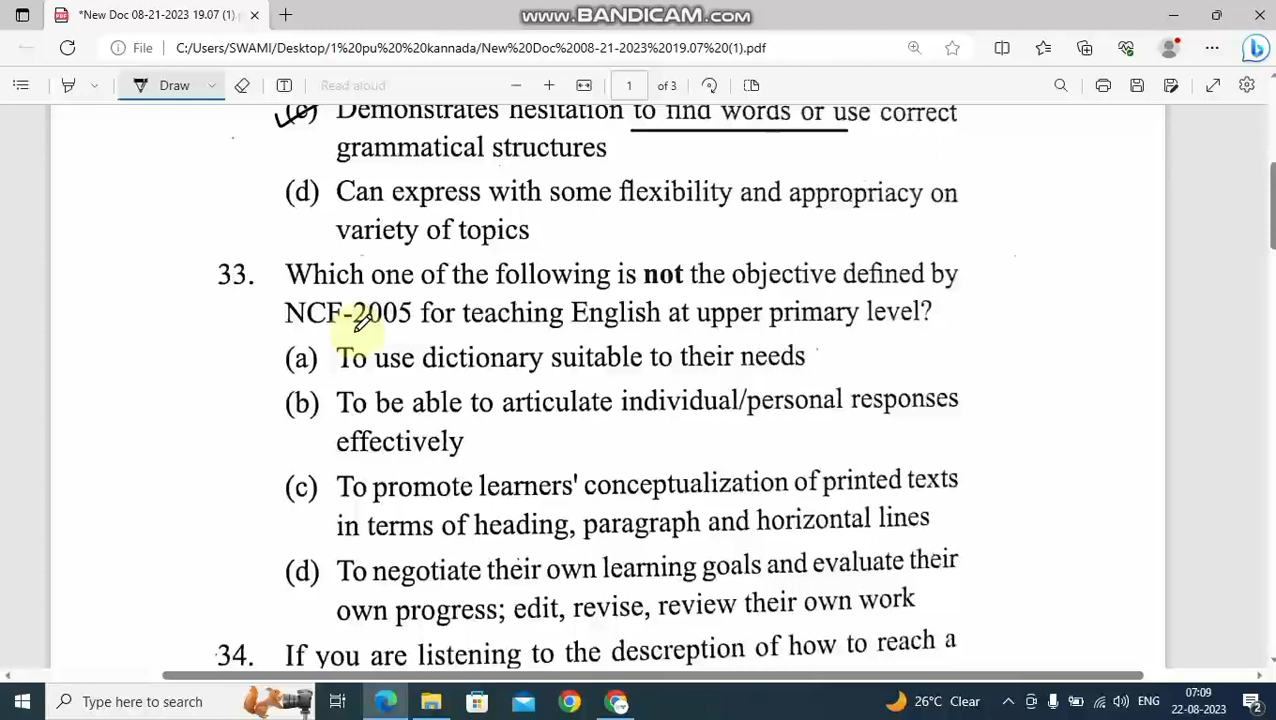 *New Doc 08-21-2023 19.07 (1).p
www.BANDICAM.com
File C:/Users/SWAMI/Desktop/1%20pu%20%20kannada/New%20Doc%2008-21-2023%2019.07%20(1).pdf
Draw Read aloud 1 of 3
(c) Demonstrates hesitation to find words or use correct
grammatical structures
(d) Can express with some flexibility and appropriacy on
variety of topics
33. Which one of the following is not the objective defined by
NCF-2005 for teaching English at upper primary level?
(a) To use dictionary suitable to their needs
(b) To be able to articulate individual/personal responses
effectively
(c) To promote learners' conceptualization of printed texts
in terms of heading, paragraph and horizontal lines
(d) To negotiate their own learning goals and evaluate their
own progress; edit, revise, review their own work
34. If you are listening to the descreption of how to reach a
Type here to search 26°C Clear ENG 07:09
22-08-2023 2